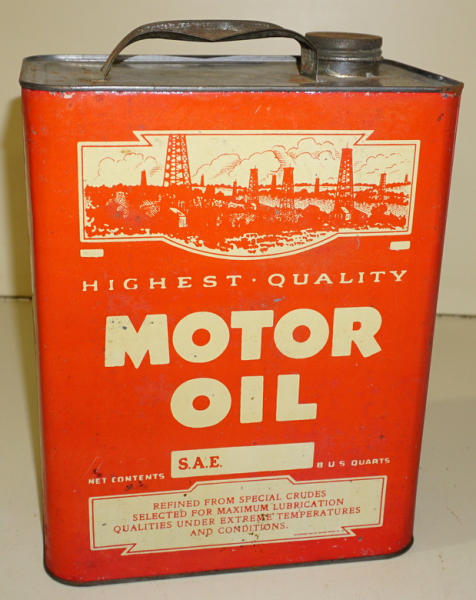 HIGHEST · QUALITY
MOTOR
OIL
S.A.E.
NET CONTENTS 8 U S QUARTS
REFINED FROM SPECIAL CRUDES
SELECTED FOR MAXIMUM LUBRICATION
QUALITIES UNDER EXTREME TEMPERATURES
AND CONDITIONS.